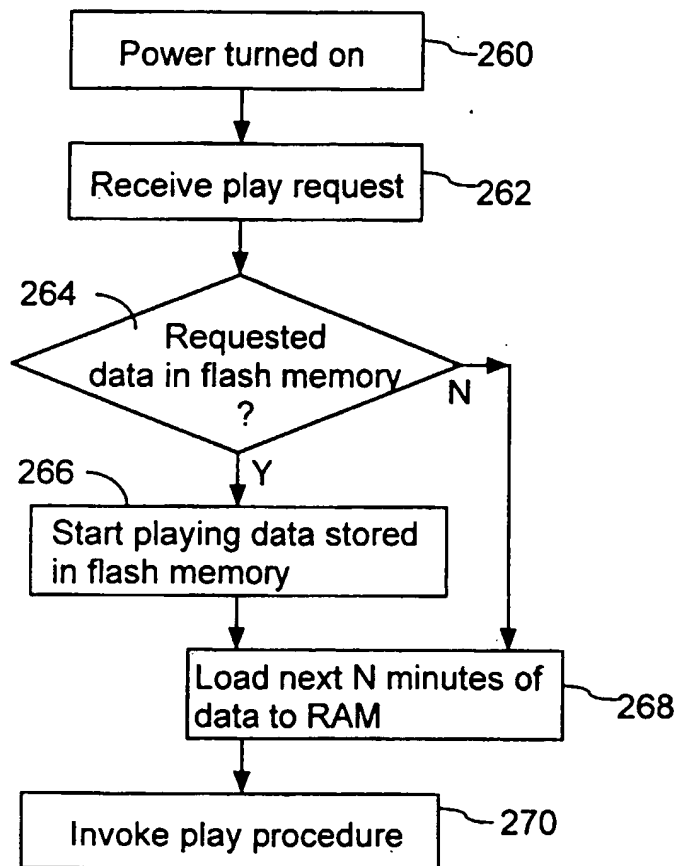 Power turned on
260
Receive play request
262
264
Requested
data in flash memory
?
N
Y
266
Start playing data stored
in flash memory
Load next N minutes of
data to RAM
268
Invoke play procedure
270